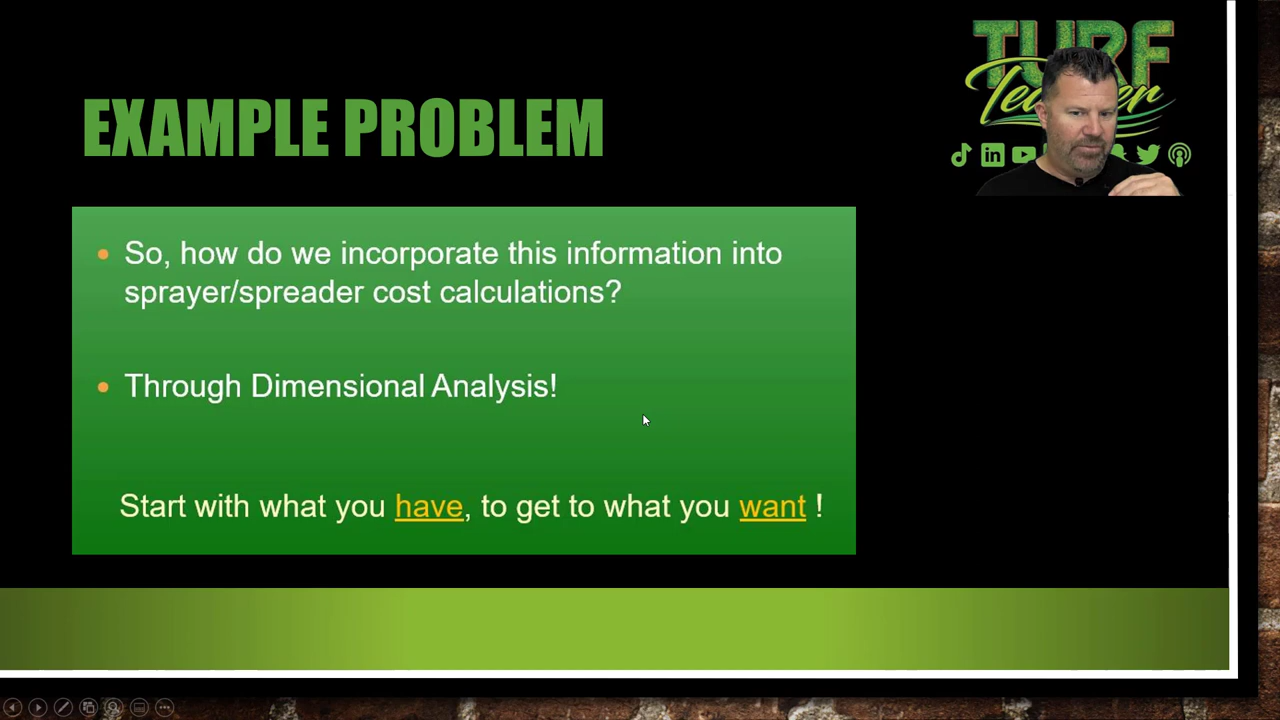 TURF
EXAMPLE PROBLEM
So, how do we incorporate this information into
sprayer/spreader cost calculations?
Through Dimensional Analysis!
Start with what you have, to get to what you want !